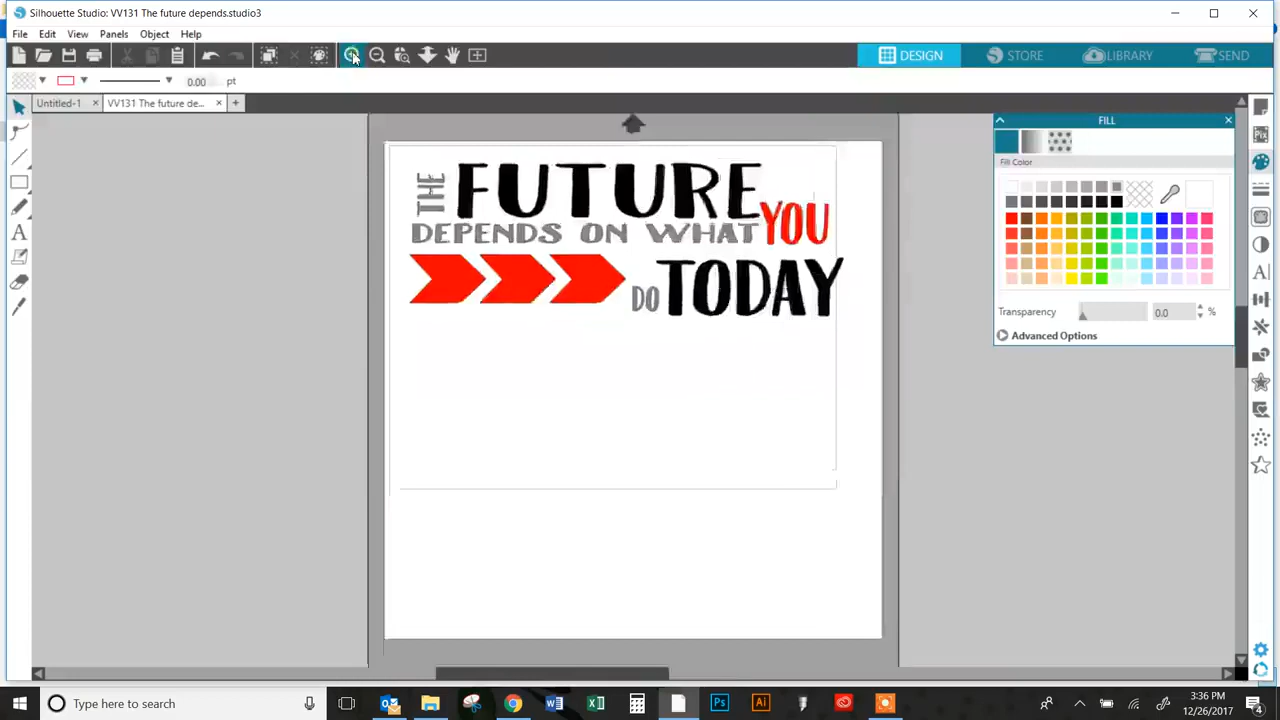 Silhouette Studio: VV131 The future depends.studio3
File Edit View Panels Object Help
DESIGN STORE LIBRARY SEND
0.00 pt
Untitled-1 VV131 The future de...
FILL
Fill Color
Transparency 0.0 %
Advanced Options
THE FUTURE
DEPENDS ON WHAT YOU
DO TODAY
Type here to search
3:36 PM
12/26/2017